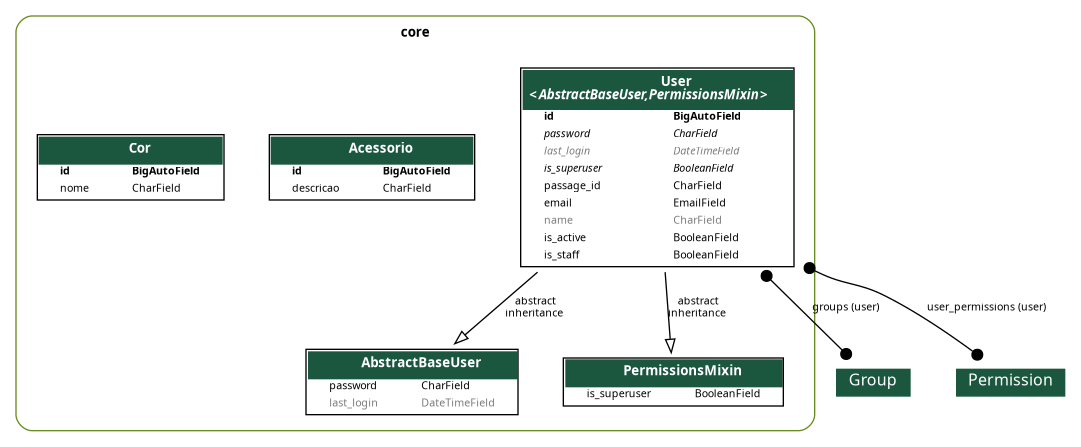 core
User
<AbstractBaseUser,PermissionsMixin>
id BigAutoField
password CharField
last_login DateTimeField
is_superuser BooleanField
passage_id CharField
email EmailField
name CharField
is_active BooleanField
is_staff BooleanField
Cor
id BigAutoField
nome CharField
Acessorio
id BigAutoField
descricao CharField
abstract
inheritance
abstract
inheritance
groups (user)
user_permissions (user)
AbstractBaseUser
password CharField
last_login DateTimeField
PermissionsMixin
is_superuser BooleanField
Group
Permission